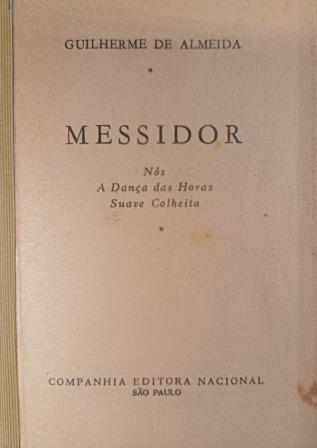 GUILHERME DE ALMEIDA
*
MESSIDOR
Nós
A Dança das Horas
Suave Colheita
*
COMPANHIA EDITORA NACIONAL
SÃO PAULO